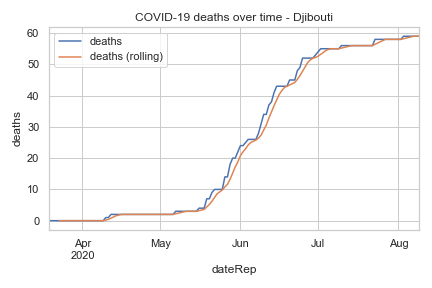 COVID-19 deaths over time - Djibouti
deaths
deaths (rolling)
60
50
40
30
20
10
0
deaths
Apr
2020
May
Jun
Jul
Aug
dateRep